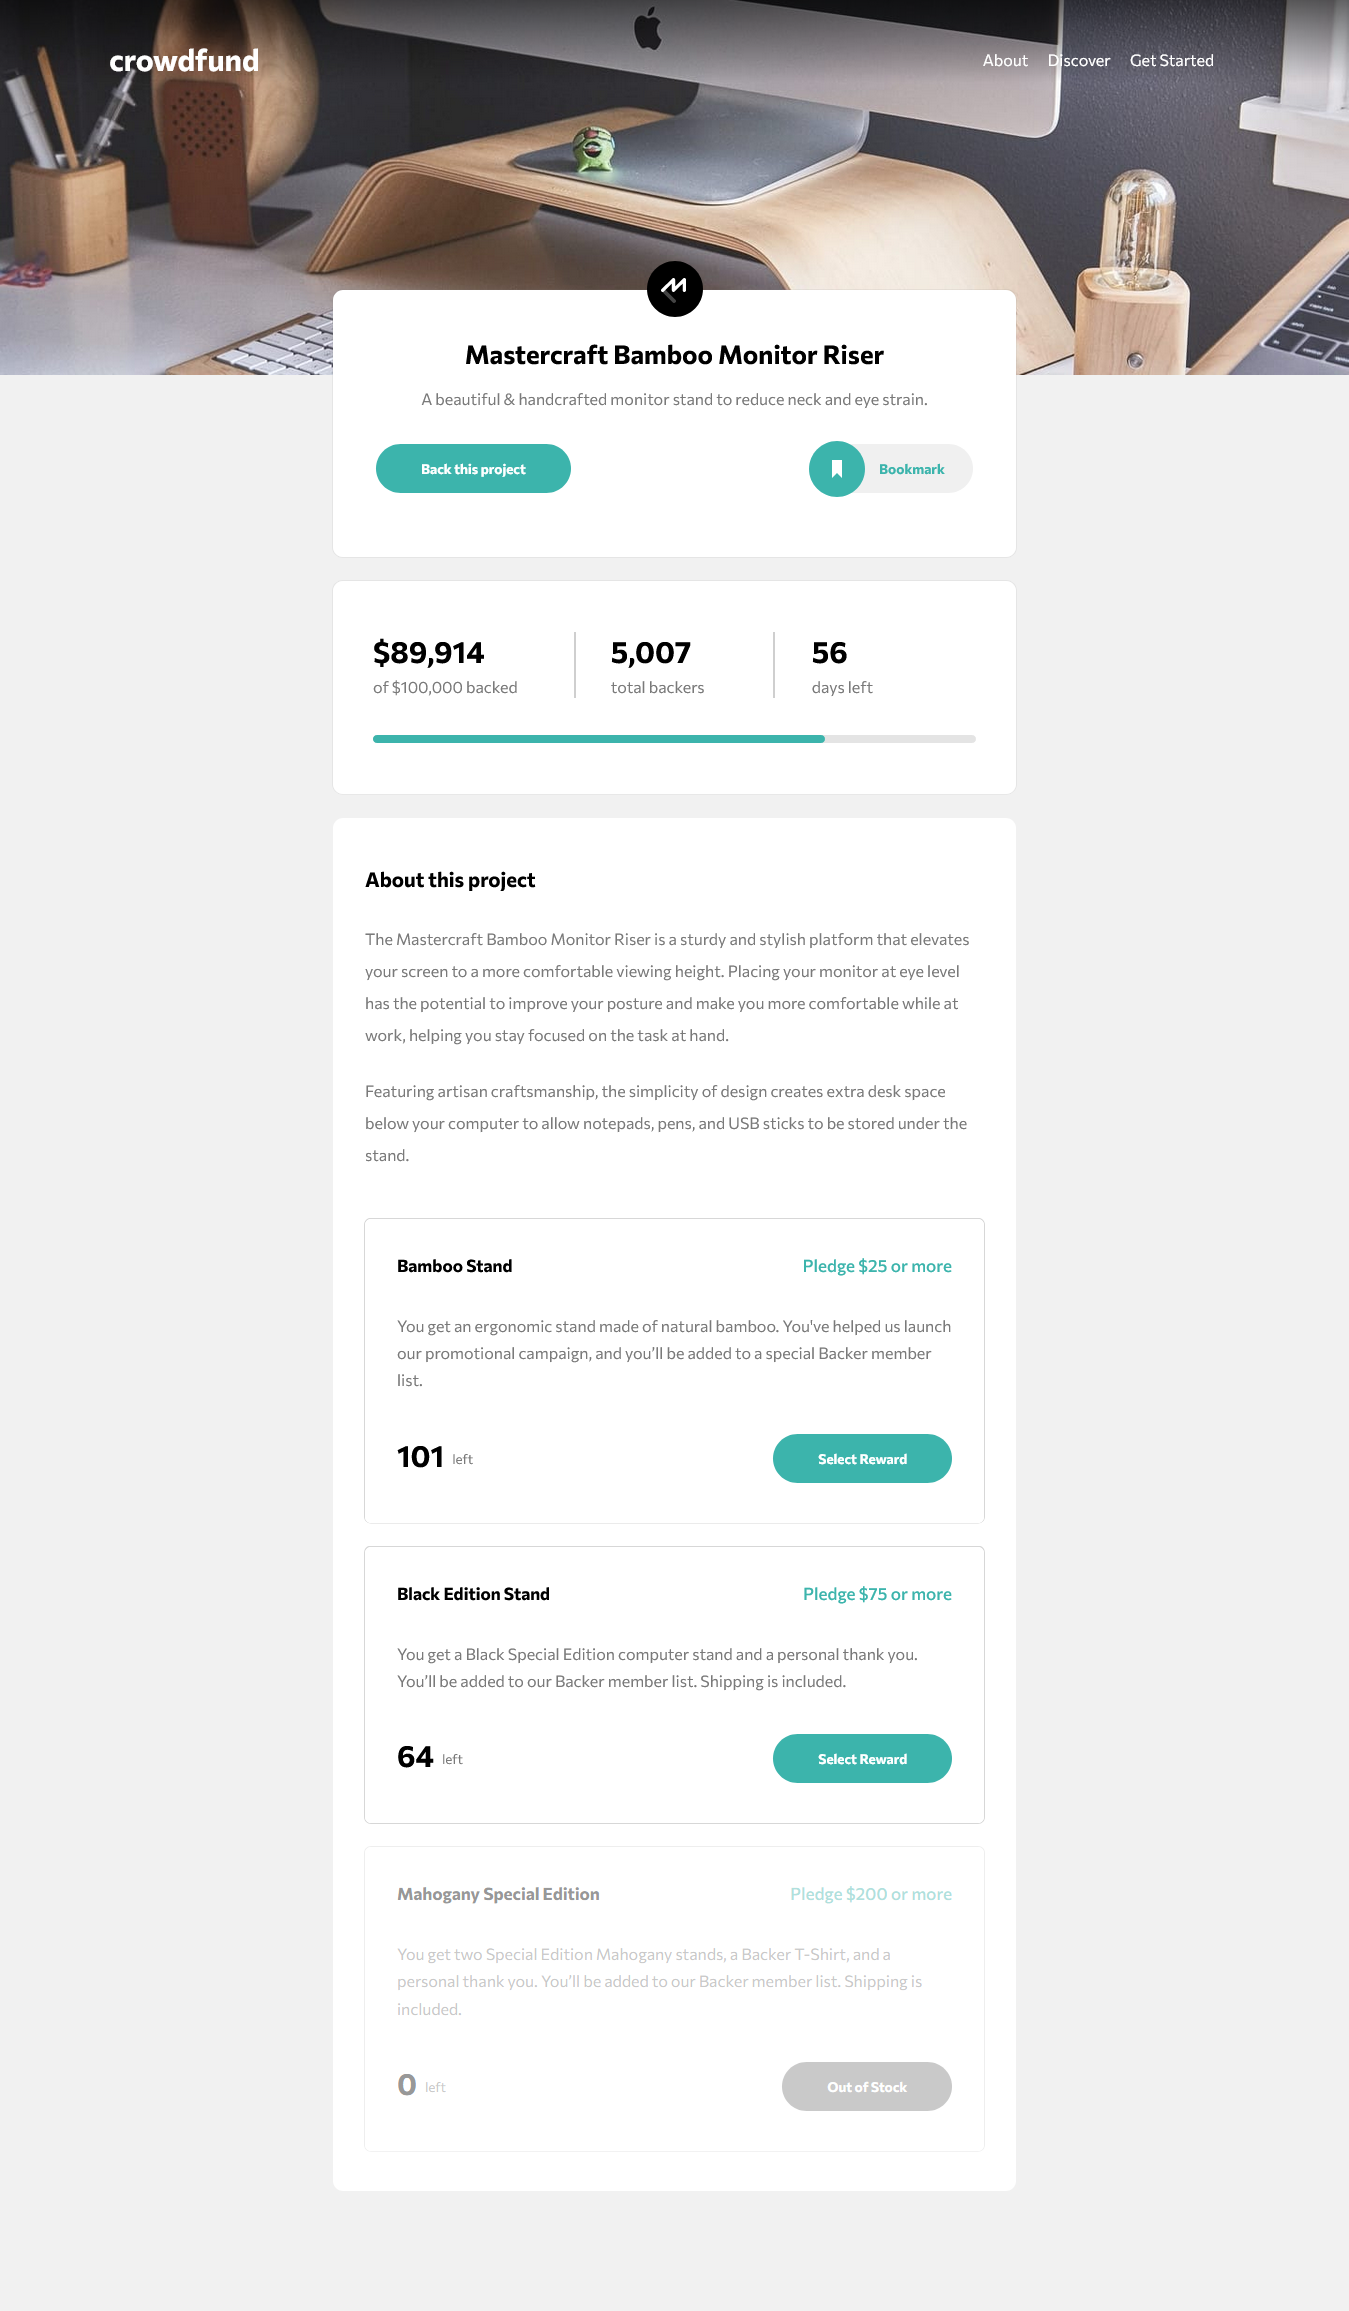 crowdfund
About Discover Get Started
Mastercraft Bamboo Monitor Riser
A beautiful & handcrafted monitor stand to reduce neck and eye strain.
Back this project
Bookmark
$89,914
of $100,000 backed
5,007
total backers
56
days left
About this project
The Mastercraft Bamboo Monitor Riser is a sturdy and stylish platform that elevates
your screen to a more comfortable viewing height. Placing your monitor at eye level
has the potential to improve your posture and make you more comfortable while at
work, helping you stay focused on the task at hand.
Featuring artisan craftsmanship, the simplicity of design creates extra desk space
below your computer to allow notepads, pens, and USB sticks to be stored under the
stand.
Bamboo Stand
Pledge $25 or more
You get an ergonomic stand made of natural bamboo. You've helped us launch
our promotional campaign, and you’ll be added to a special Backer member
list.
101 left
Select Reward
Black Edition Stand
Pledge $75 or more
You get a Black Special Edition computer stand and a personal thank you.
You’ll be added to our Backer member list. Shipping is included.
64 left
Select Reward
Mahogany Special Edition
Pledge $200 or more
You get two Special Edition Mahogany stands, a Backer T-Shirt, and a
personal thank you. You’ll be added to our Backer member list. Shipping is
included.
0 left
Out of Stock